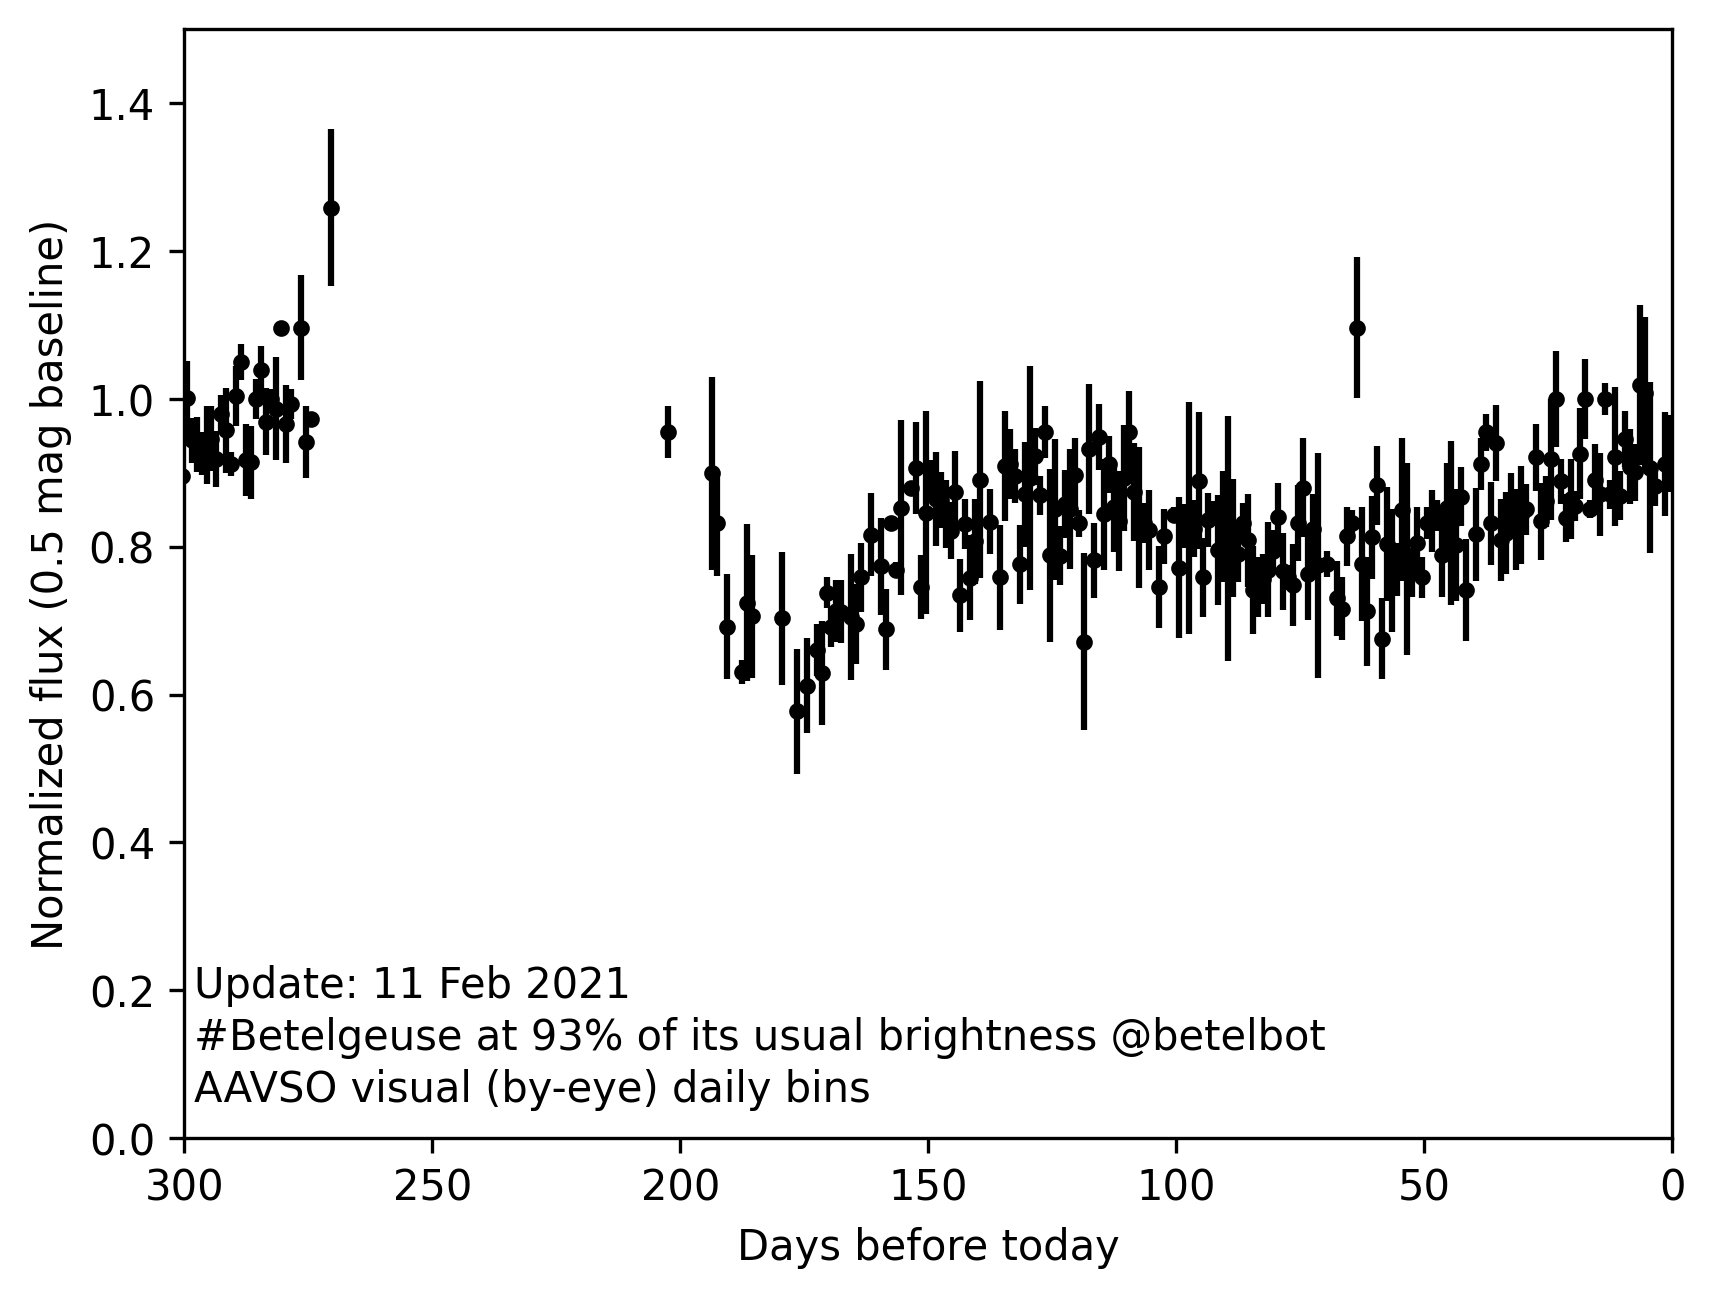 1.4
1.2
1.0
0.8
0.6
0.4
0.2
0.0
Normalized flux (0.5 mag baseline)
Update: 11 Feb 2021
#Betelgeuse at 93% of its usual brightness @betelbot
AAVSO visual (by-eye) daily bins
300 250 200 150 100 50 0
Days before today